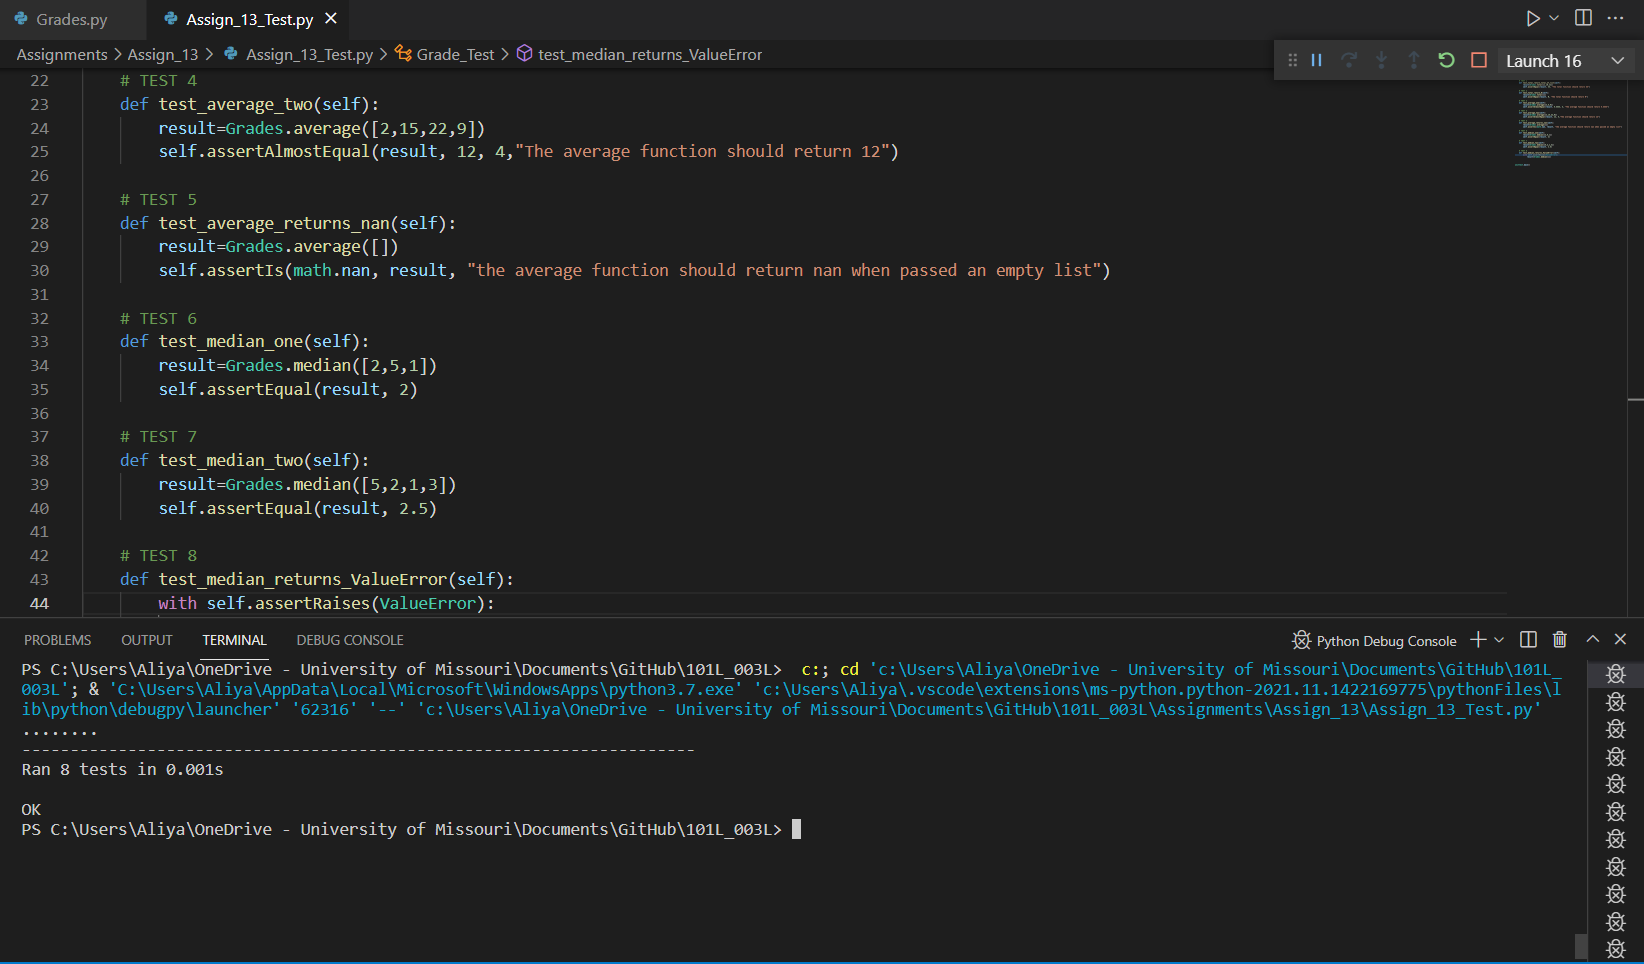 Grades.py
Assign_13_Test.py
Assignments > Assign_13 > Assign_13_Test.py > Grade_Test > test_median_returns_ValueError
Launch 16
22 # TEST 4
23 def test_average_two(self):
24 result=Grades.average([2,15,22,9])
25 self.assertAlmostEqual(result, 12, 4,"The average function should return 12")
26
27 # TEST 5
28 def test_average_returns_nan(self):
29 result=Grades.average([])
30 self.assertIs(math.nan, result, "the average function should return nan when passed an empty list")
31
32 # TEST 6
33 def test_median_one(self):
34 result=Grades.median([2,5,1])
35 self.assertEqual(result, 2)
36
37 # TEST 7
38 def test_median_two(self):
39 result=Grades.median([5,2,1,3])
40 self.assertEqual(result, 2.5)
41
42 # TEST 8
43 def test_median_returns_ValueError(self):
44 with self.assertRaises(ValueError):
PROBLEMS OUTPUT TERMINAL DEBUG CONSOLE
Python Debug Console
PS C:\Users\Aliya\OneDrive - University of Missouri\Documents\GitHub\101L_003L> c:; cd 'c:\Users\Aliya\OneDrive - University of Missouri\Documents\GitHub\101L_
003L'; & 'C:\Users\Aliya\AppData\Local\Microsoft\WindowsApps\python3.7.exe' 'c:\Users\Aliya\.vscode\extensions\ms-python.python-2021.11.1422169775\pythonFiles\l
ib\python\debugpy\launcher' '62316' '--' 'c:\Users\Aliya\OneDrive - University of Missouri\Documents\GitHub\101L_003L\Assignments\Assign_13\Assign_13_Test.py'
........
----------------------------------------------------------------------
Ran 8 tests in 0.001s
OK
PS C:\Users\Aliya\OneDrive - University of Missouri\Documents\GitHub\101L_003L>